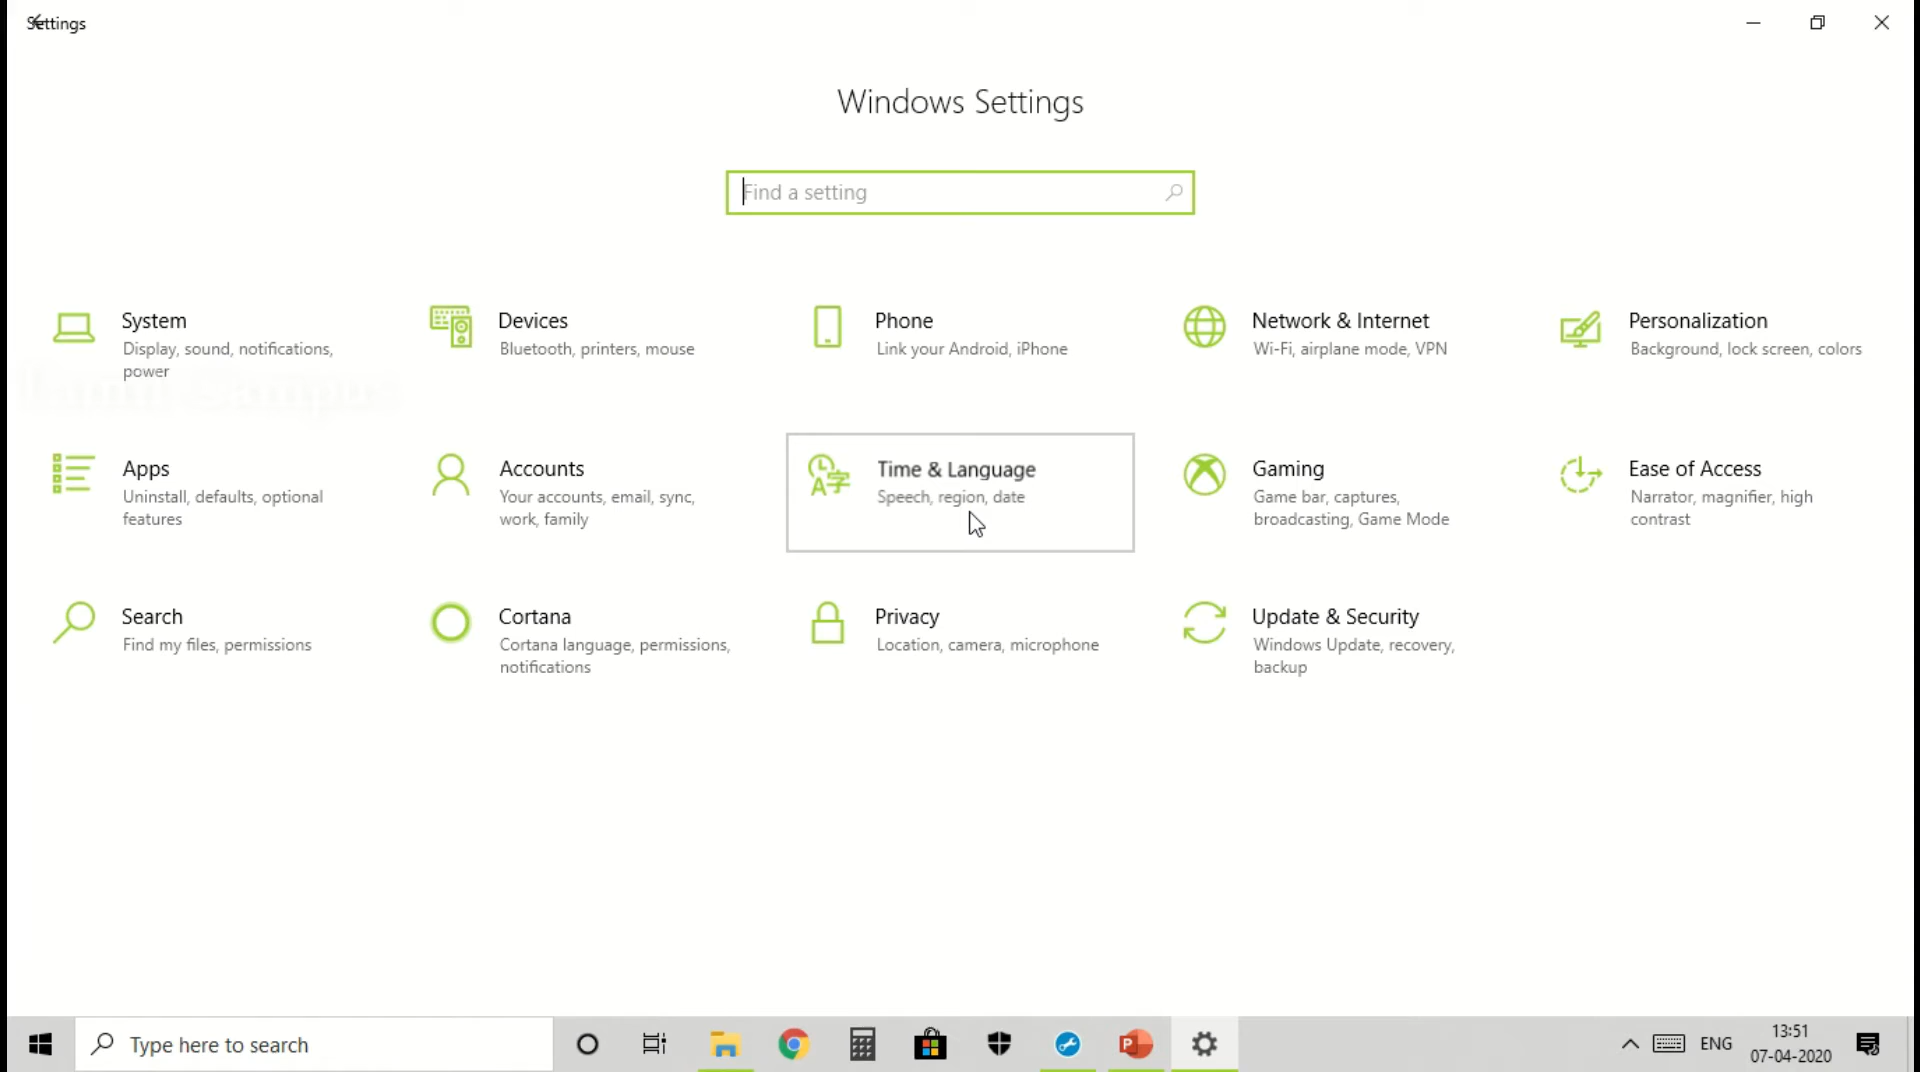 Settings
Windows Settings
Find a setting
System
Display, sound, notifications,
power
Devices
Bluetooth, printers, mouse
Phone
Link your Android, iPhone
Network & Internet
Wi-Fi, airplane mode, VPN
Personalization
Background, lock screen, colors
Apps
Uninstall, defaults, optional
features
Accounts
Your accounts, email, sync,
work, family
Time & Language
Speech, region, date
Gaming
Game bar, captures,
broadcasting, Game Mode
Ease of Access
Narrator, magnifier, high
contrast
Search
Find my files, permissions
Cortana
Cortana language, permissions,
notifications
Privacy
Location, camera, microphone
Update & Security
Windows Update, recovery,
backup
Type here to search
ENG
13:51
07-04-2020